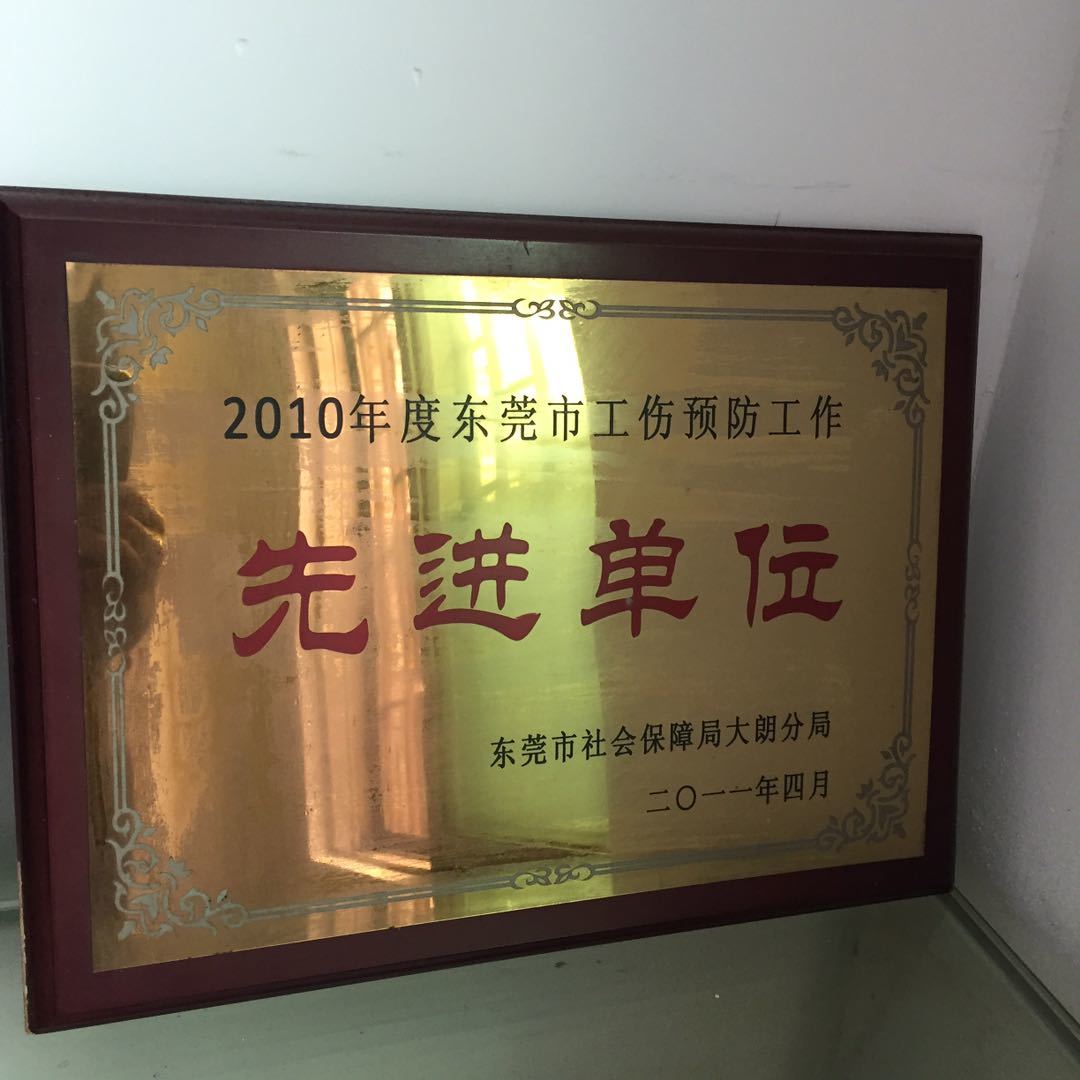 2010年度东莞市工伤预防工作
先进单位
东莞市社会保障局大朗分局
二〇一一年四月